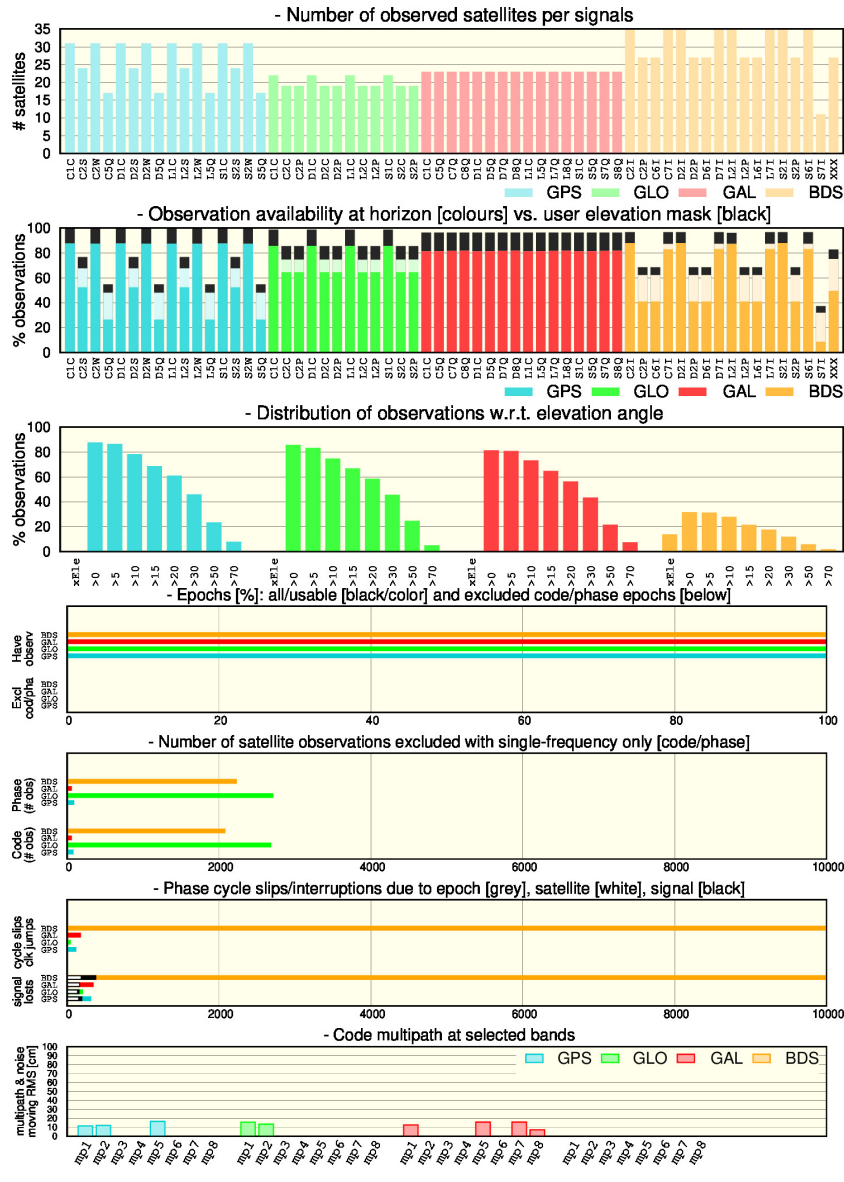 - Number of observed satellites per signals
# satellites
35
30
25
20
15
10
5
0
C1C C2S C2W C5Q D1C D2S D2W D5Q L1C L2S L2W L5Q S1C S2S S2W S5Q C1C C2C C2P D1C D2C D2P L1C L2C L2P S1C S2C S2P C1C C5Q C7Q C8Q D1C D5Q D7Q D8Q L1C L5Q L7Q L8Q S1C S5Q S7Q S8Q C2I C2P C6I C7I D2I D2P D6I D7I L2I L2P L6I L7I S2I S2P S6I S7I XXX
GPS GLO GAL BDS
- Observation availability at horizon [colours] vs. user elevation mask [black]
% observations
100
80
60
40
20
0
C1C C2S C2W C5Q D1C D2S D2W D5Q L1C L2S L2W L5Q S1C S2S S2W S5Q C1C C2C C2P D1C D2C D2P L1C L2C L2P S1C S2C S2P C1C C5Q C7Q C8Q D1C D5Q D7Q D8Q L1C L5Q L7Q L8Q S1C S5Q S7Q S8Q C2I C2P C6I C7I D2I D2P D6I D7I L2I L2P L6I L7I S2I S2P S6I S7I XXX
GPS GLO GAL BDS
- Distribution of observations w.r.t. elevation angle
% observations
100
80
60
40
20
0
xEle >0 >5 >10 >15 >20 >30 >50 >70 xEle >0 >5 >10 >15 >20 >30 >50 >70 xEle >0 >5 >10 >15 >20 >30 >50 >70 xEle >0 >5 >10 >15 >20 >30 >50 >70
- Epochs [%]: all/usable [black/color] and excluded code/phase epochs [below]
Have
observ
BDS
GAL
GLO
GPS
Excl
cod/pha
BDS
GAL
GLO
GPS
0 20 40 60 80 100
- Number of satellite observations excluded with single-frequency only [code/phase]
Phase
(# obs)
BDS
GAL
GLO
GPS
Code
(# obs)
BDS
GAL
GLO
GPS
0 2000 4000 6000 8000 10000
- Phase cycle slips/interruptions due to epoch [grey], satellite [white], signal [black]
cycle slips
clk jumps
BDS
GAL
GLO
GPS
signal
losts
BDS
GAL
GLO
GPS
0 2000 4000 6000 8000 10000
- Code multipath at selected bands
multipath & noise
moving RMS [cm]
100
90
80
70
60
50
40
30
20
10
0
GPS GLO GAL BDS
mp1 mp2 mp3 mp4 mp5 mp6 mp7 mp8 mp1 mp2 mp3 mp4 mp5 mp6 mp7 mp8 mp1 mp2 mp3 mp4 mp5 mp6 mp7 mp8 mp1 mp2 mp3 mp4 mp5 mp6 mp7 mp8